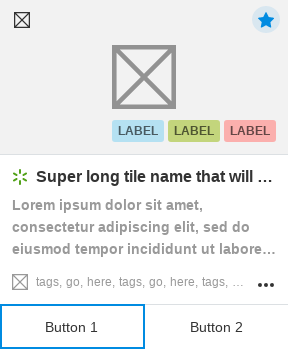 LABEL LABEL LABEL
Super long tile name that will ...
Lorem ipsum dolor sit amet,
consectetur adipiscing elit, sed do
eiusmod tempor incididunt ut labore...
tags, go, here, tags, go, here, tags, ...
Button 1 Button 2